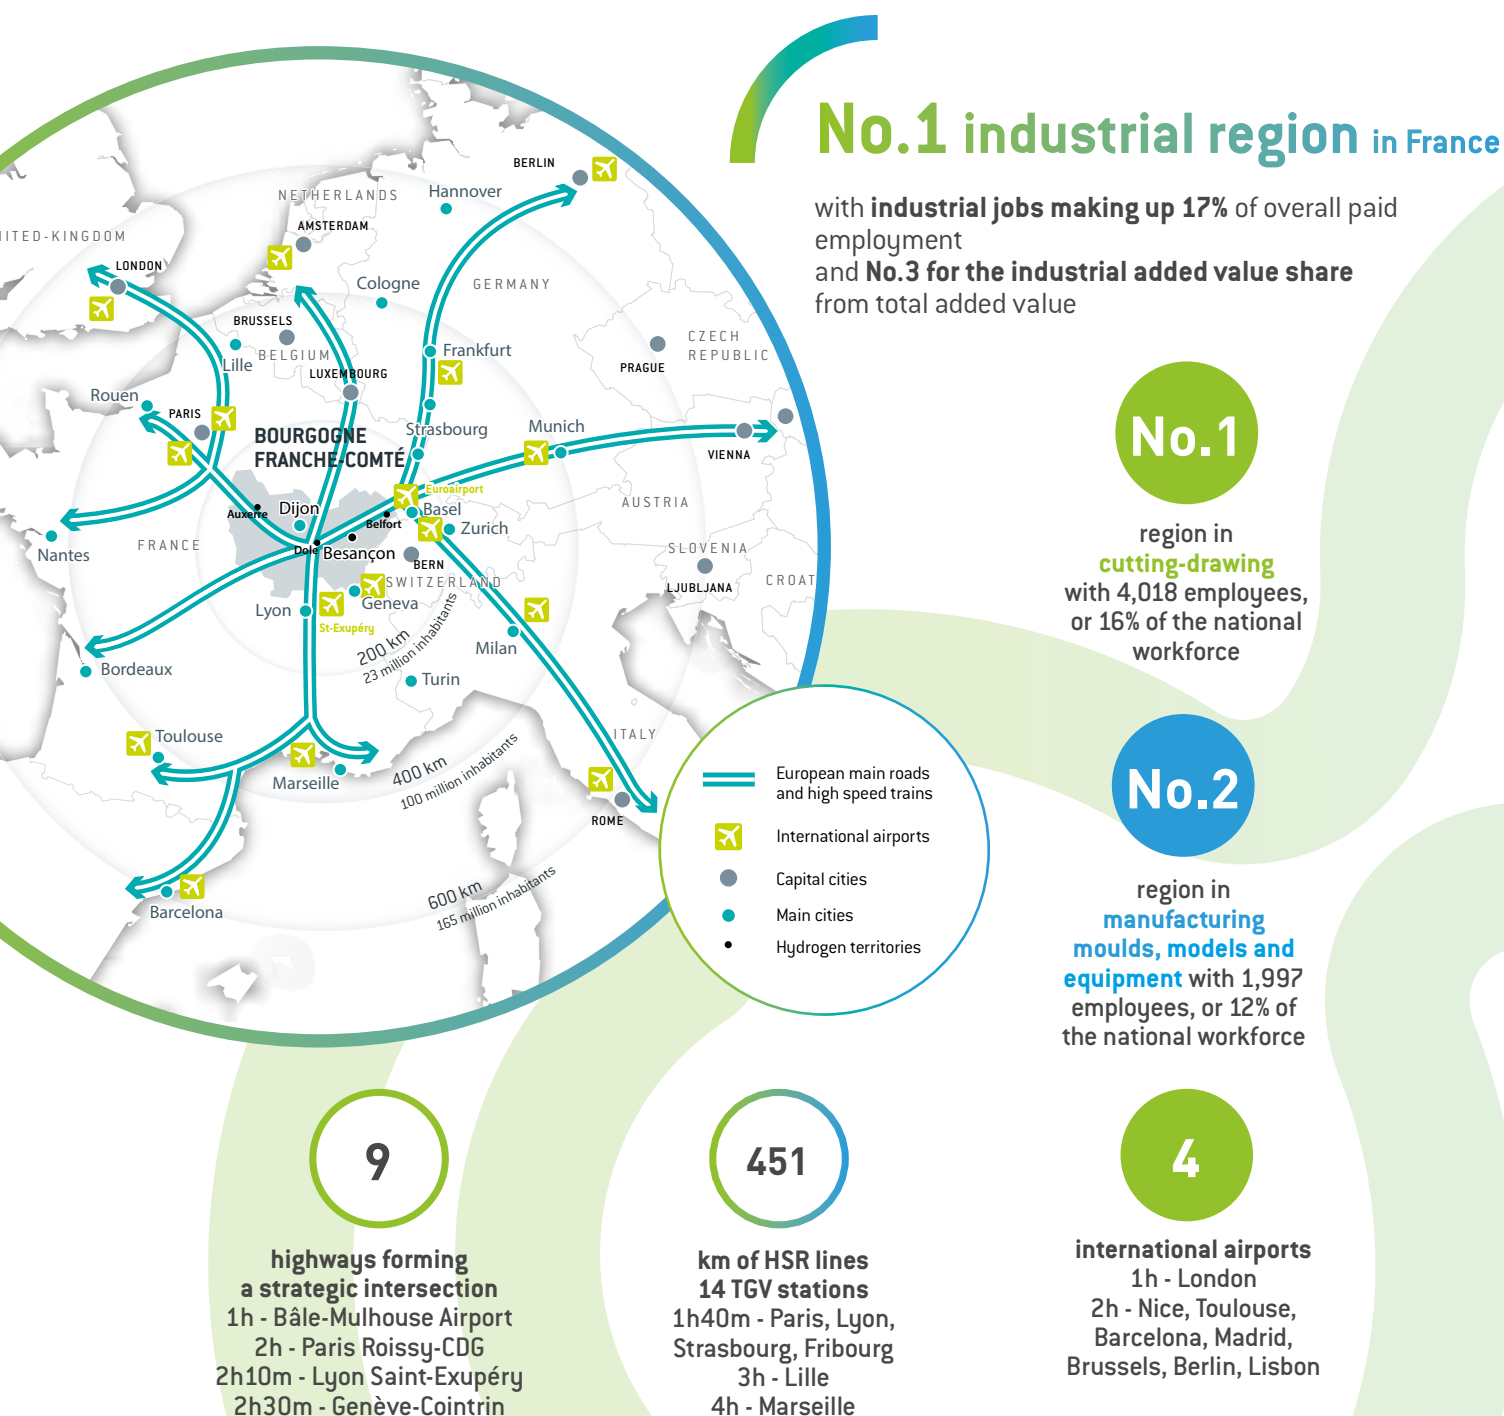 No.1 industrial region in France
with industrial jobs making up 17% of overall paid
employment
and No.3 for the industrial added value share
from total added value
BERLIN
NETHERLANDS
Hannover
AMSTERDAM
ITED-KINGDOM
LONDON
Cologne
GERMANY
BRUSSELS
BELGIUM
Lille
LUXEMBOURG
Frankfurt
CZECH
REPUBLIC
PRAGUE
Rouen
PARIS
BOURGOGNE
FRANCHE-COMTÉ
Strasbourg
Munich
VIENNA
Euroairport
AUSTRIA
Auxerre
Dijon
Belfort
Basel
Zurich
Nantes
FRANCE
Dole
Besançon
BERN
SWITZERLAND
SLOVENIA
LJUBLJANA
CROAT
Geneva
Lyon
St-Exupéry
200 km
23 million inhabitants
Milan
Bordeaux
Turin
ITALY
Toulouse
Marseille
400 km
100 million inhabitants
ROME
600 km
165 million inhabitants
Barcelona
European main roads
and high speed trains
International airports
Capital cities
Main cities
Hydrogen territories
No.1
region in
cutting-drawing
with 4,018 employees,
or 16% of the national
workforce
No.2
region in
manufacturing
moulds, models and
equipment with 1,997
employees, or 12% of
the national workforce
9
highways forming
a strategic intersection
1h - Bâle-Mulhouse Airport
2h - Paris Roissy-CDG
2h10m - Lyon Saint-Exupéry
2h30m - Genève-Cointrin
451
km of HSR lines
14 TGV stations
1h40m - Paris, Lyon,
Strasbourg, Fribourg
3h - Lille
4h - Marseille
4
international airports
1h - London
2h - Nice, Toulouse,
Barcelona, Madrid,
Brussels, Berlin, Lisbon